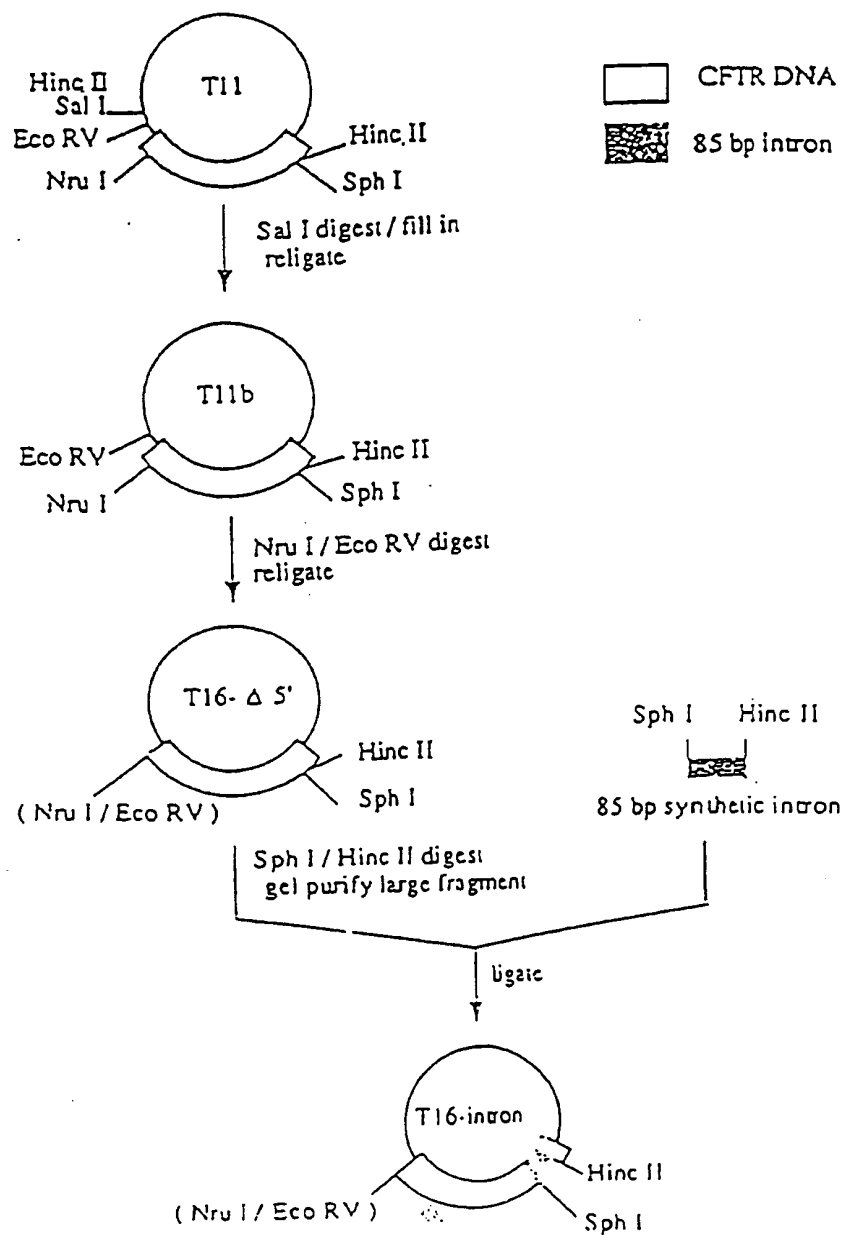 T11
Hinc II
Sal I
Eco RV
Nru I
Hinc II
Sph I
CFTR DNA
85 bp intron
Sal I digest / fill in
religate
T11b
Eco RV
Nru I
Hinc II
Sph I
Nru I / Eco RV digest
religate
T16- Δ 5'
Hinc II
Sph I
( Nru I / Eco RV )
Sph I Hinc II
85 bp synthetic intron
Sph I / Hinc II digest
gel purify large fragment
ligate
T16-intron
Hinc II
Sph I
( Nru I / Eco RV )